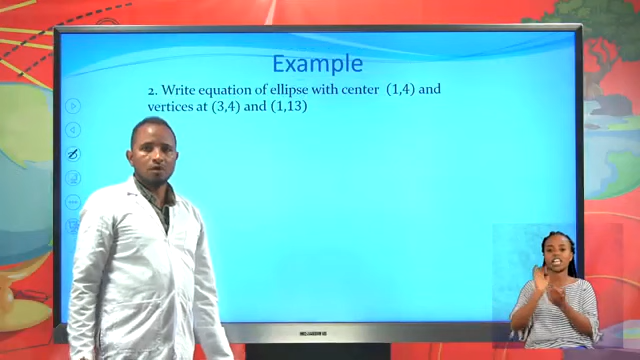 Example
2. Write equation of ellipse with center (1,4) and
vertices at (3,4) and (1,13)